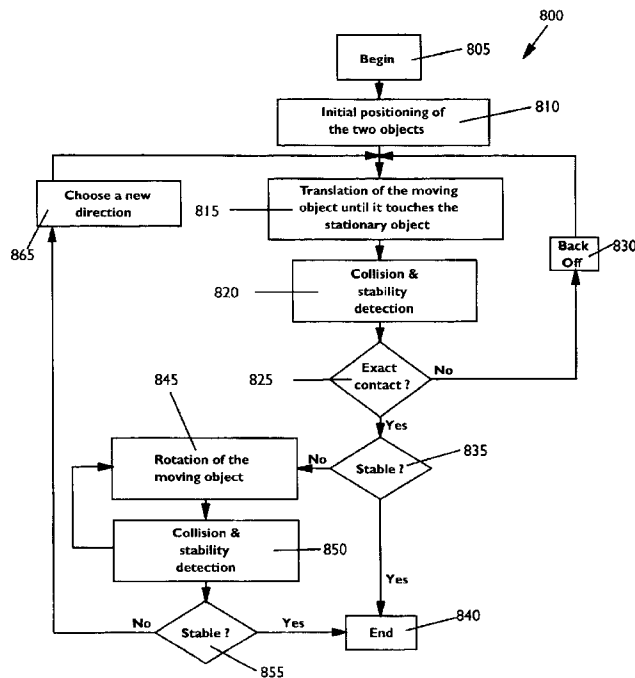 800
Begin
805
Initial positioning of
the two objects
810
Choose a new
direction
865
815
Translation of the moving
object until it touches the
stationary object
Back
Off
830
820
Collision &
stability
detection
845
825
Exact
contact ?
No
Yes
Rotation of the
moving object
No
Stable ?
835
Collision &
stability
detection
850
Yes
No
Stable ?
Yes
End
840
855